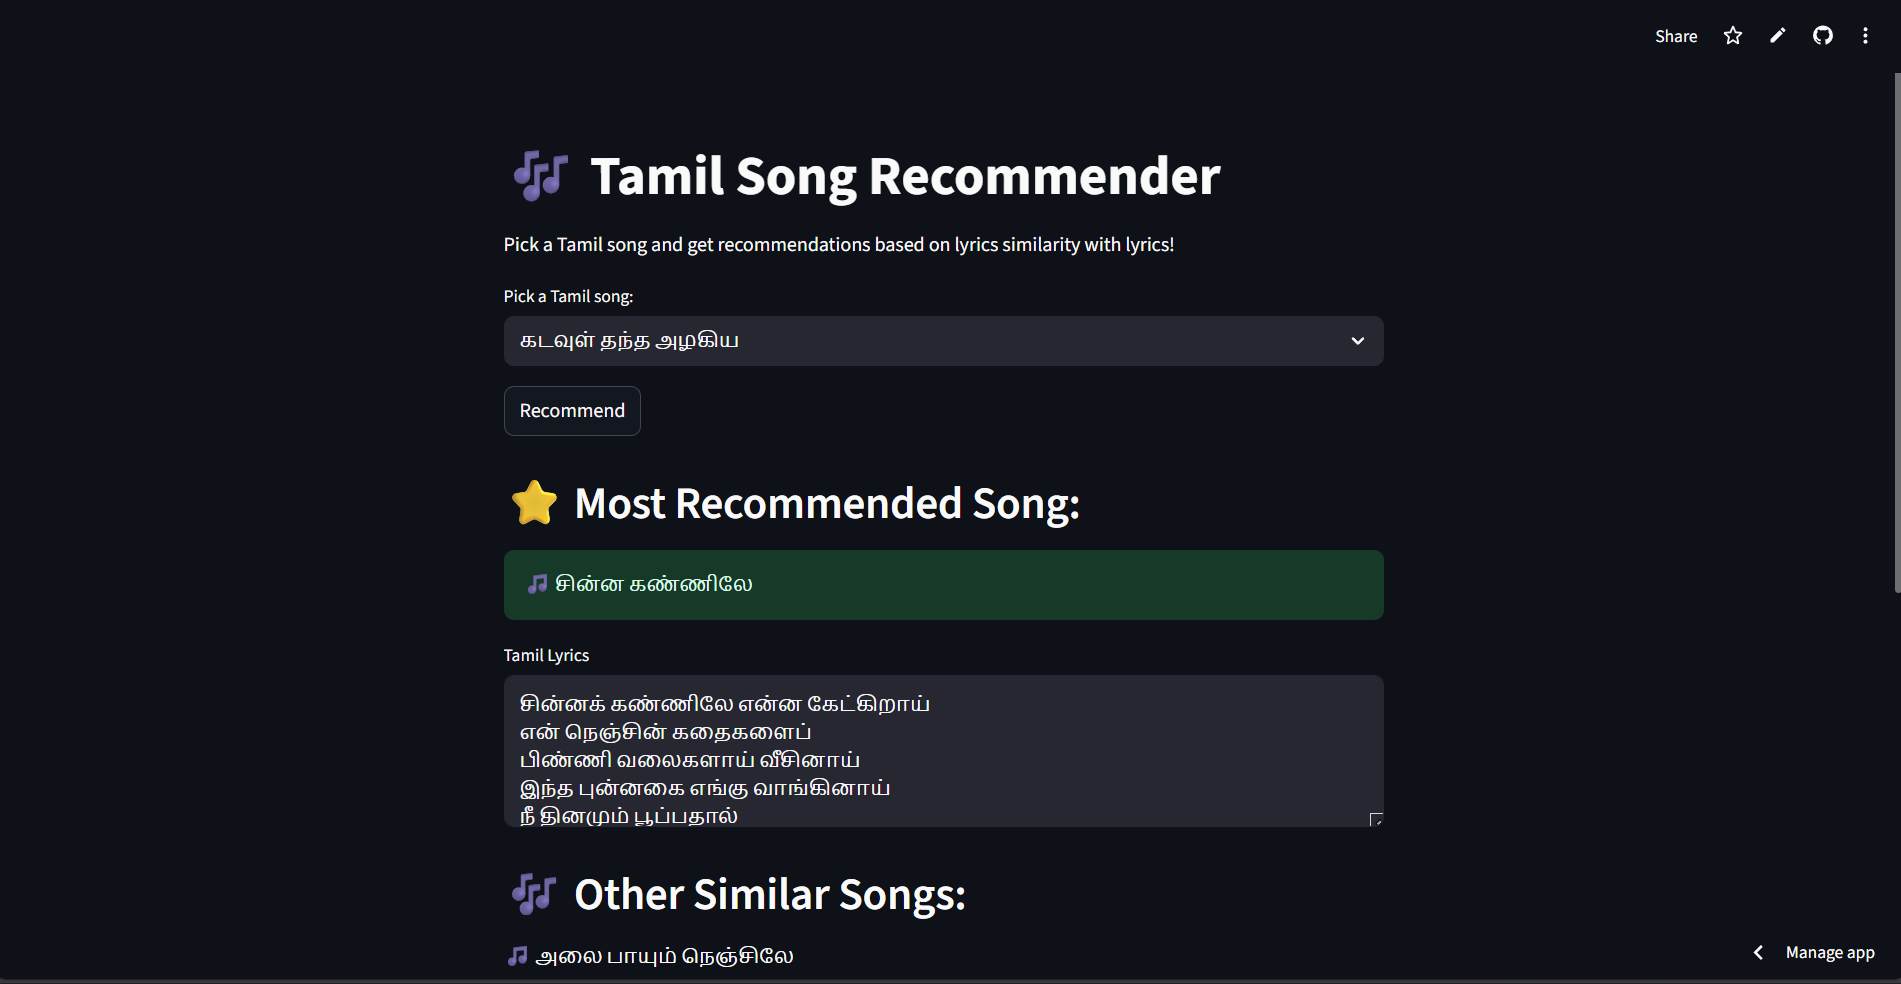 Share
🎶 Tamil Song Recommender
Pick a Tamil song and get recommendations based on lyrics similarity with lyrics!
Pick a Tamil song:
கடவுள் தந்த அழகிய
Recommend
⭐ Most Recommended Song:
🎵 சின்ன கண்ணிலே
Tamil Lyrics
சின்னக் கண்ணிலே என்ன கேட்கிறாய்
என் நெஞ்சின் கதைகளைப்
பிண்ணி வலைகளாய் வீசினாய்
இந்த புன்னகை எங்கு வாங்கினாய்
நீ தினமும் பூப்பதால்
🎶 Other Similar Songs:
🎵 அலை பாயும் நெஞ்சிலே
Manage app